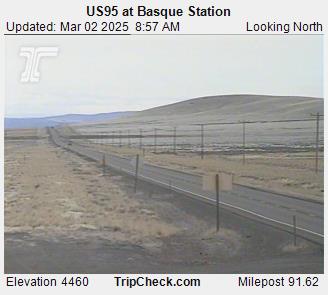 US95 at Basque Station
Updated: Mar 02 2025 8:57 AM Looking North
Elevation 4460 TripCheck.com Milepost 91.62